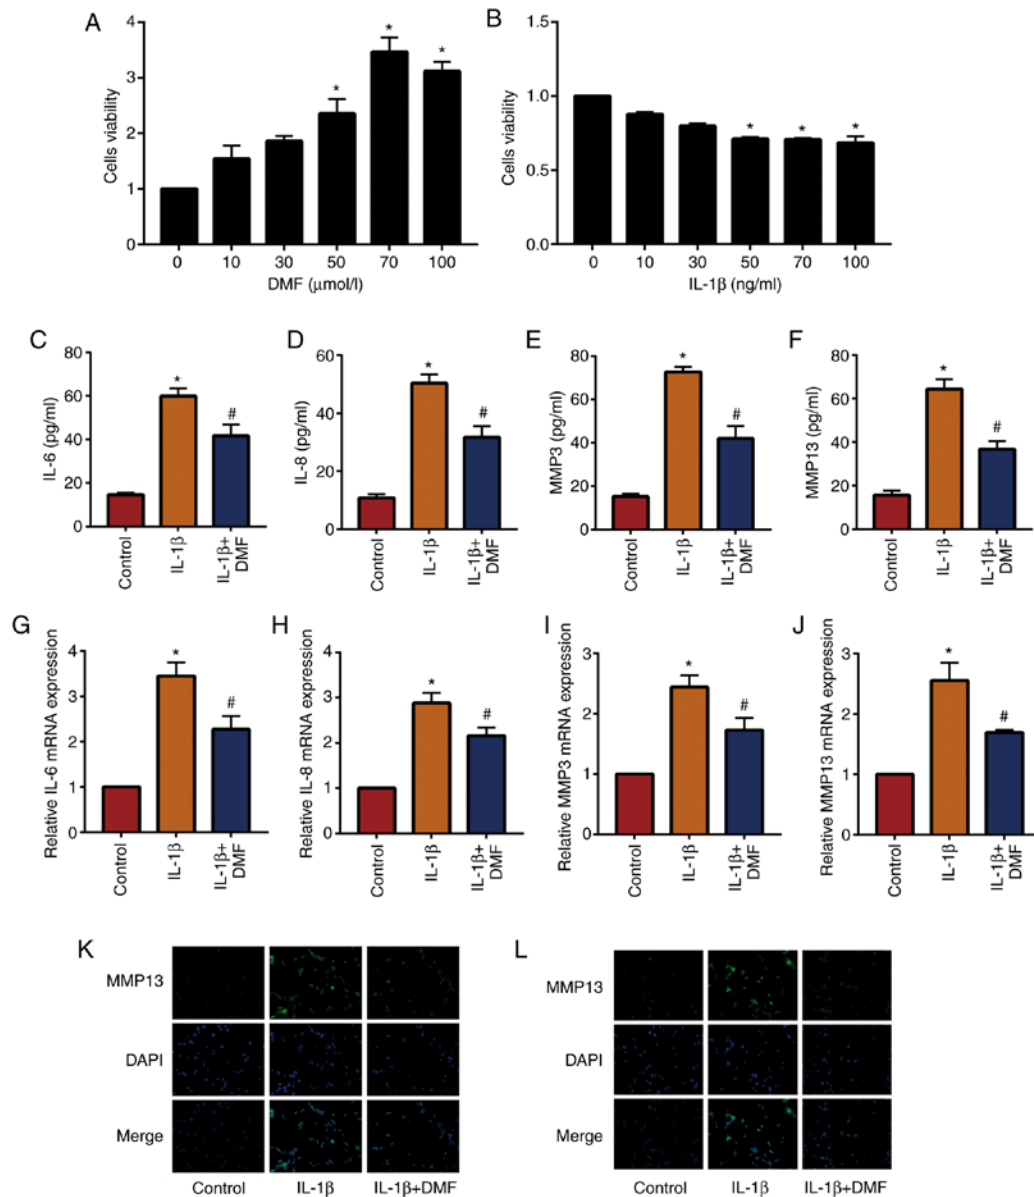 A
Cells viability
4
3
2
1
0
* * *
0 10 30 50 70 100
DMF (μmol/l)
B
Cells viability
1.5
1.0
0.5
0.0
* * *
0 10 30 50 70 100
IL-1β (ng/ml)
C
IL-6 (pg/ml)
80
60
40
20
0
*
#
Control
IL-1β
IL-1β+
DMF
D
IL-8 (pg/ml)
60
40
20
0
*
#
Control
IL-1β
IL-1β+
DMF
E
MMP3 (pg/ml)
80
60
40
20
0
*
#
Control
IL-1β
IL-1β+
DMF
F
MMP13 (pg/ml)
80
60
40
20
0
*
#
Control
IL-1β
IL-1β+
DMF
G
Relative IL-6 mRNA expression
4
3
2
1
0
*
#
Control
IL-1β
IL-1β+
DMF
H
Relative IL-8 mRNA expression
4
3
2
1
0
*
#
Control
IL-1β
IL-1β+
DMF
I
Relative MMP3 mRNA expression
3
2
1
0
*
#
Control
IL-1β
IL-1β+
DMF
J
Relative MMP13 mRNA expression
3
2
1
0
*
#
Control
IL-1β
IL-1β+
DMF
K
MMP13
DAPI
Merge
Control IL-1β IL-1β+DMF
L
MMP13
DAPI
Merge
Control IL-1β IL-1β+DMF